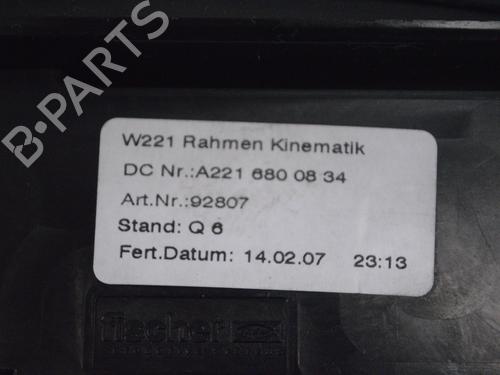 B-PARTS
W221 Rahmen Kinematik
DC Nr.:A221 680 08 34
Art.Nr.:92807
Stand: Q 6
Fert.Datum: 14.02.07 23:13
fischer